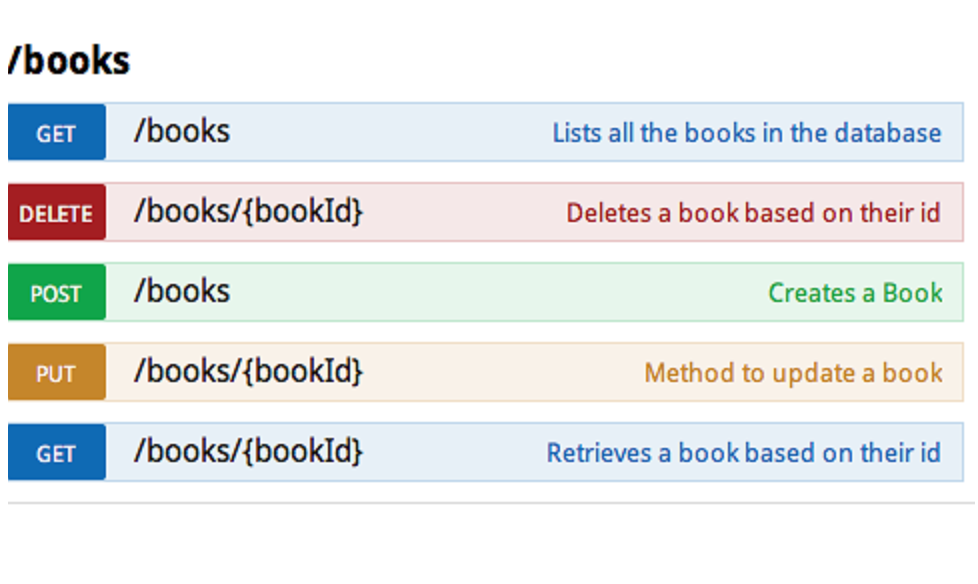 /books
GET /books Lists all the books in the database
DELETE /books/{bookId} Deletes a book based on their id
POST /books Creates a Book
PUT /books/{bookId} Method to update a book
GET /books/{bookId} Retrieves a book based on their id